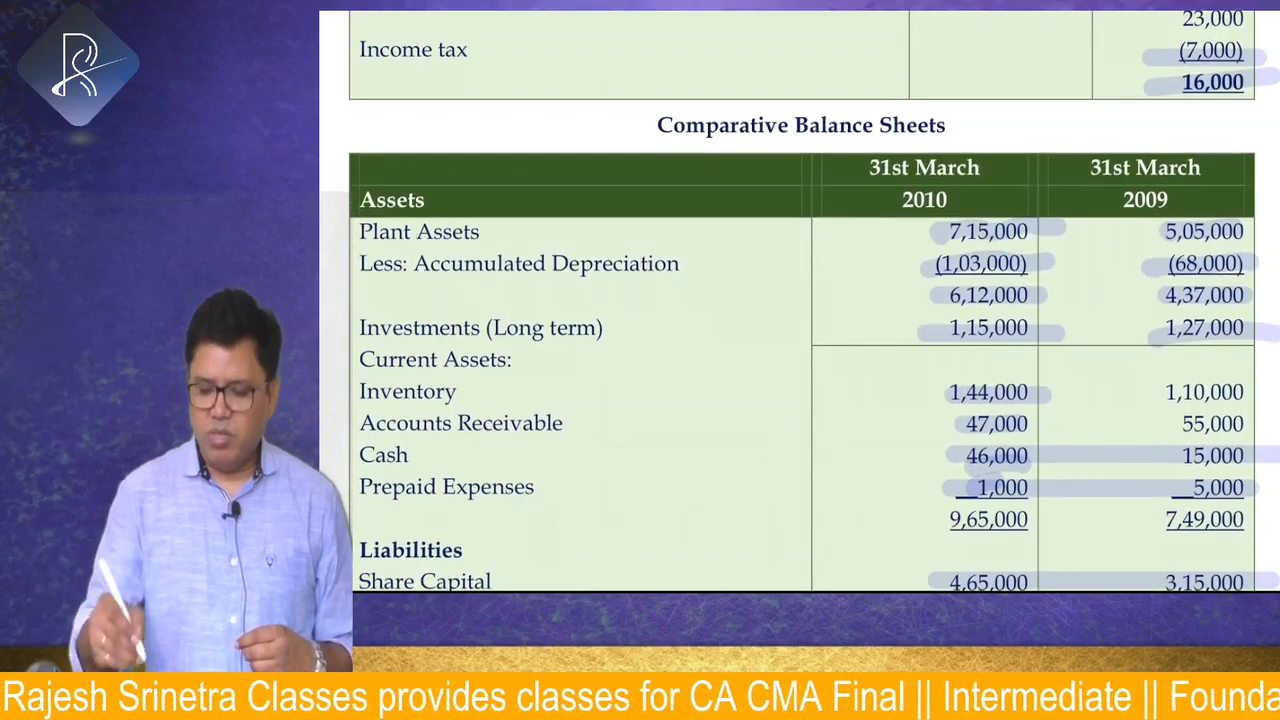 23,000
Income tax (7,000)
16,000
Comparative Balance Sheets
31st March 31st March
Assets 2010 2009
Plant Assets 7,15,000 5,05,000
Less: Accumulated Depreciation (1,03,000) (68,000)
6,12,000 4,37,000
Investments (Long term) 1,15,000 1,27,000
Current Assets:
Inventory 1,44,000 1,10,000
Accounts Receivable 47,000 55,000
Cash 46,000 15,000
Prepaid Expenses 1,000 5,000
9,65,000 7,49,000
Liabilities
Share Capital 4,65,000 3,15,000
Rajesh Srinetra Classes provides classes for CA CMA Final || Intermediate || Founda